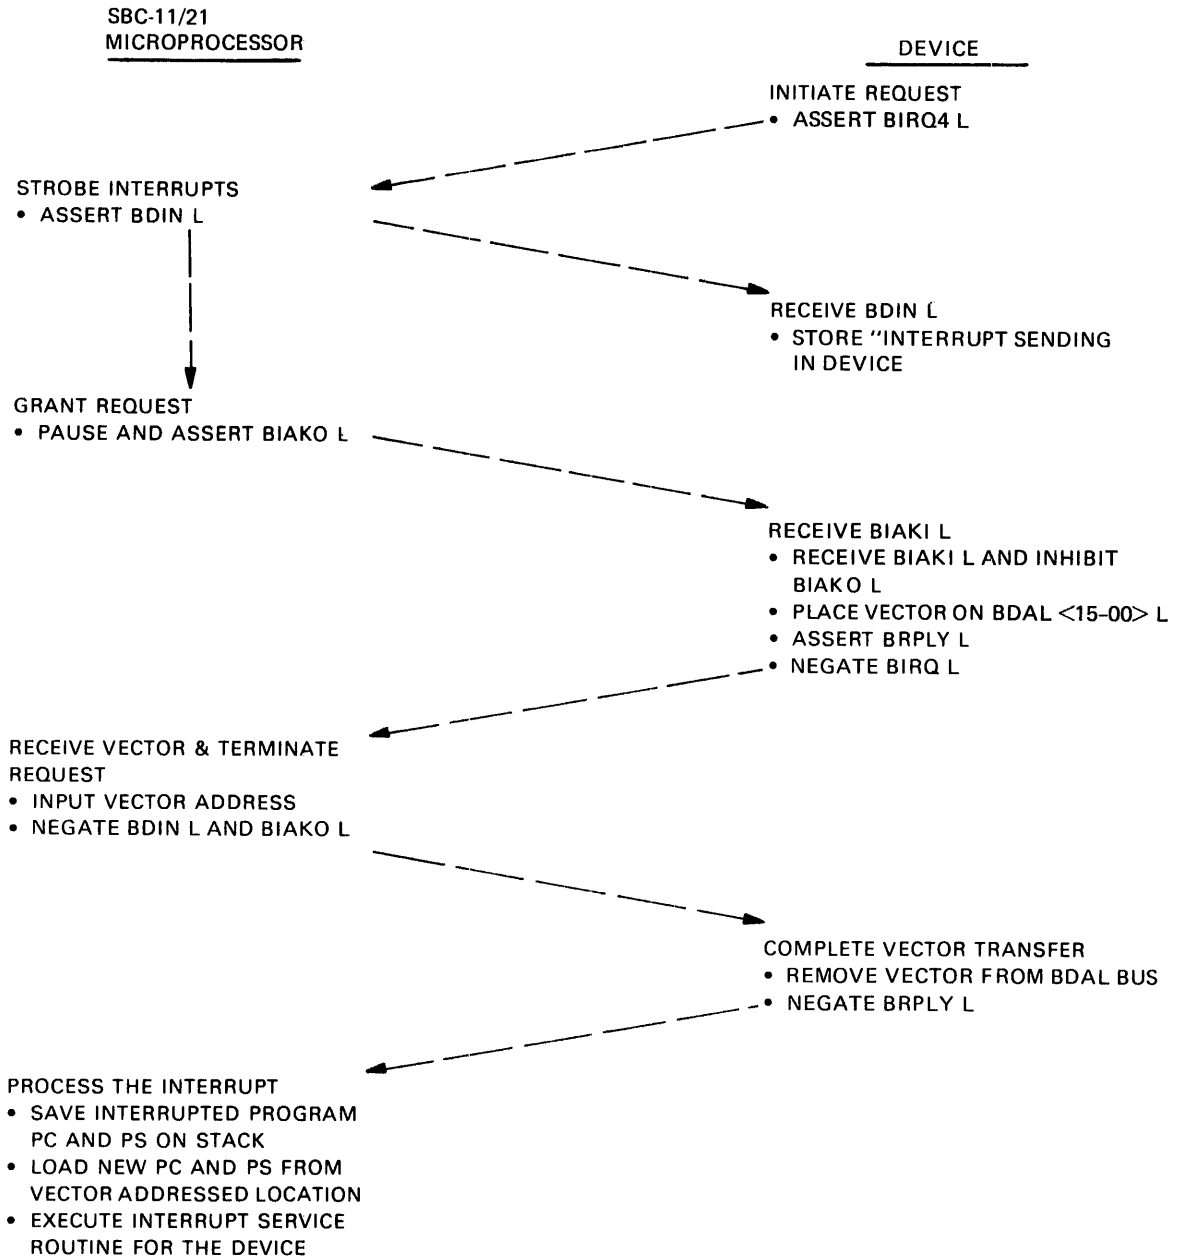 SBC-11/21
MICROPROCESSOR
DEVICE
INITIATE REQUEST
• ASSERT BIRQ4 L
STROBE INTERRUPTS
• ASSERT BDIN L
RECEIVE BDIN L
• STORE "INTERRUPT SENDING
IN DEVICE
GRANT REQUEST
• PAUSE AND ASSERT BIAKO L
RECEIVE BIAKI L
• RECEIVE BIAKI L AND INHIBIT
BIAKO L
• PLACE VECTOR ON BDAL <15-00> L
• ASSERT BRPLY L
• NEGATE BIRQ L
RECEIVE VECTOR & TERMINATE
REQUEST
• INPUT VECTOR ADDRESS
• NEGATE BDIN L AND BIAKO L
COMPLETE VECTOR TRANSFER
• REMOVE VECTOR FROM BDAL BUS
• NEGATE BRPLY L
PROCESS THE INTERRUPT
• SAVE INTERRUPTED PROGRAM
PC AND PS ON STACK
• LOAD NEW PC AND PS FROM
VECTOR ADDRESSED LOCATION
• EXECUTE INTERRUPT SERVICE
ROUTINE FOR THE DEVICE